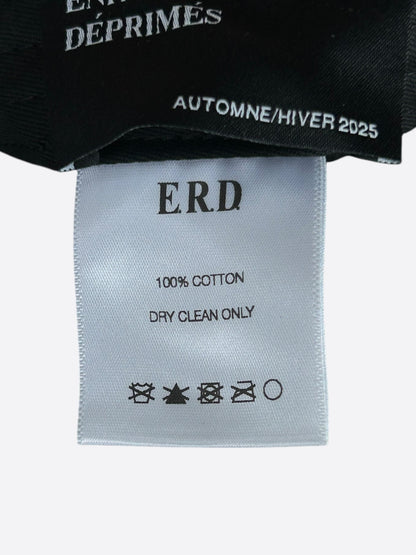 DÉPRIMÉS
AUTOMNE/HIVER 2025
E.R.D.
100% COTTON
DRY CLEAN ONLY